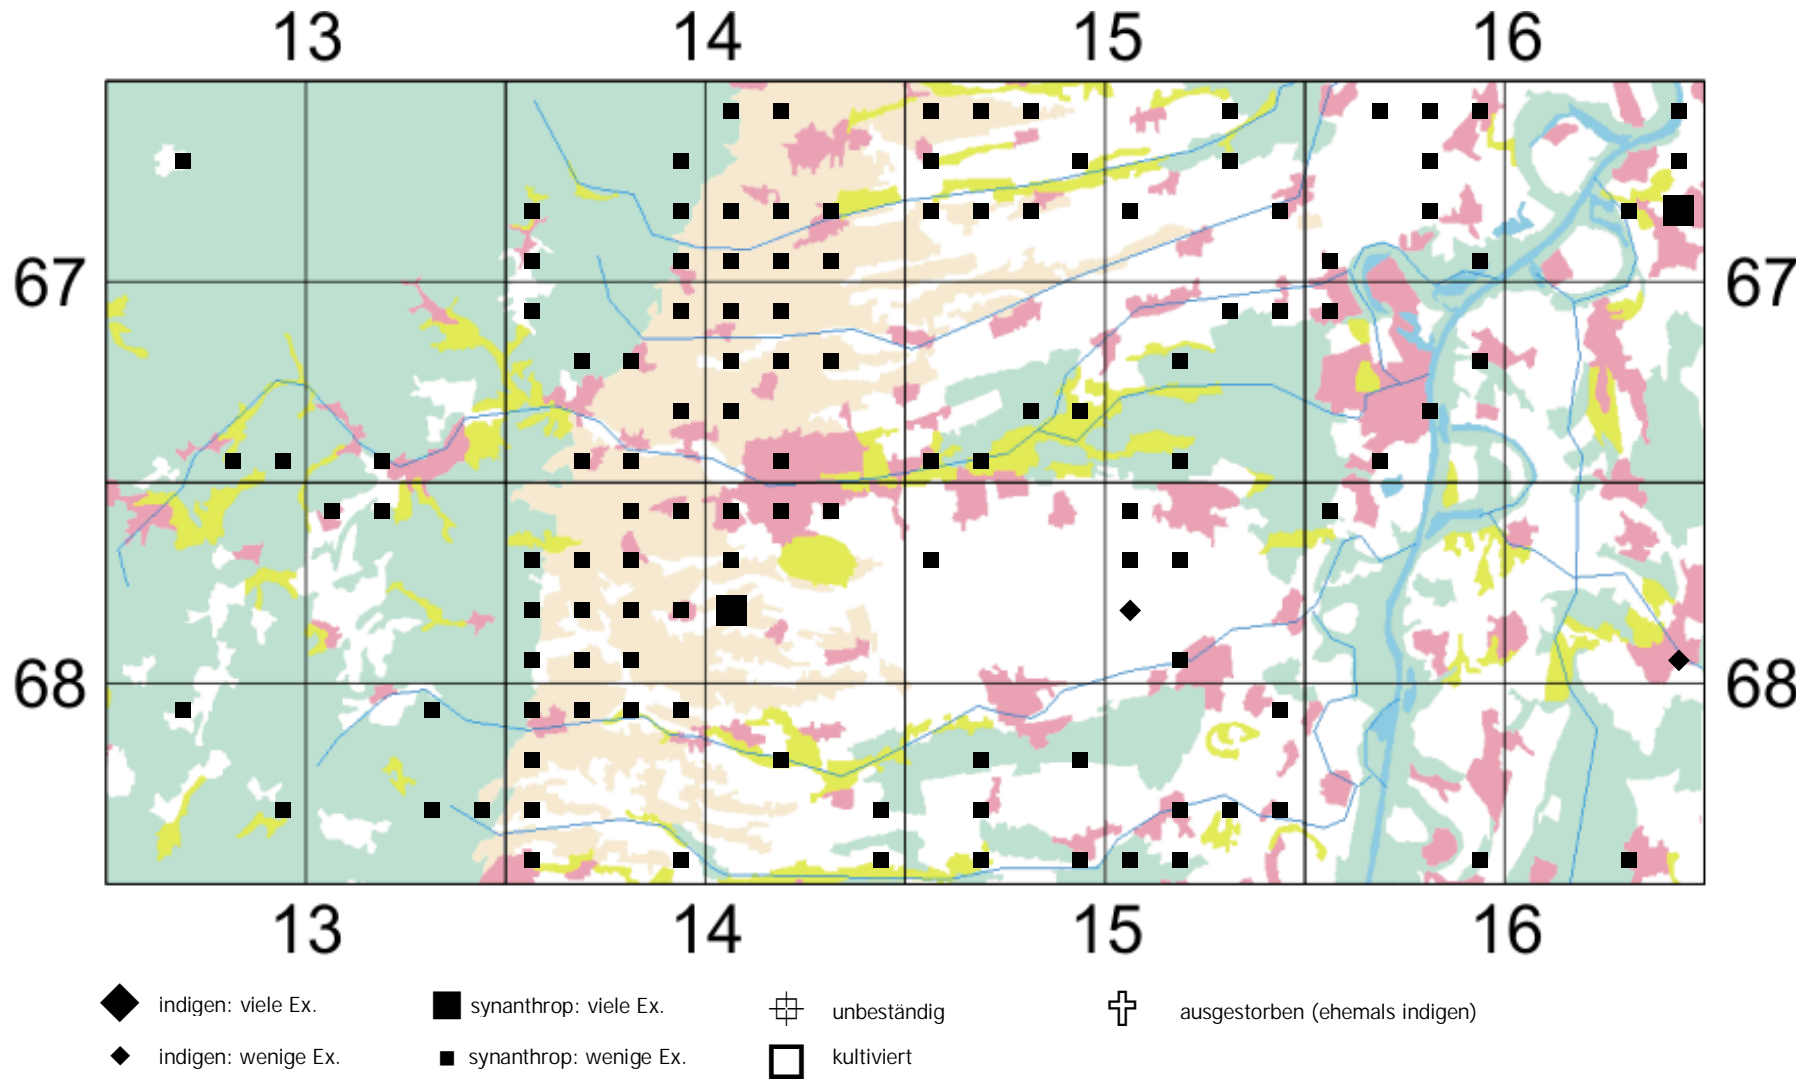 13 14 15 16
67 67
68 68
13 14 15 16
indigen: viele Ex. synanthrop: viele Ex. unbeständig ausgestorben (ehemals indigen)
indigen: wenige Ex. synanthrop: wenige Ex. kultiviert